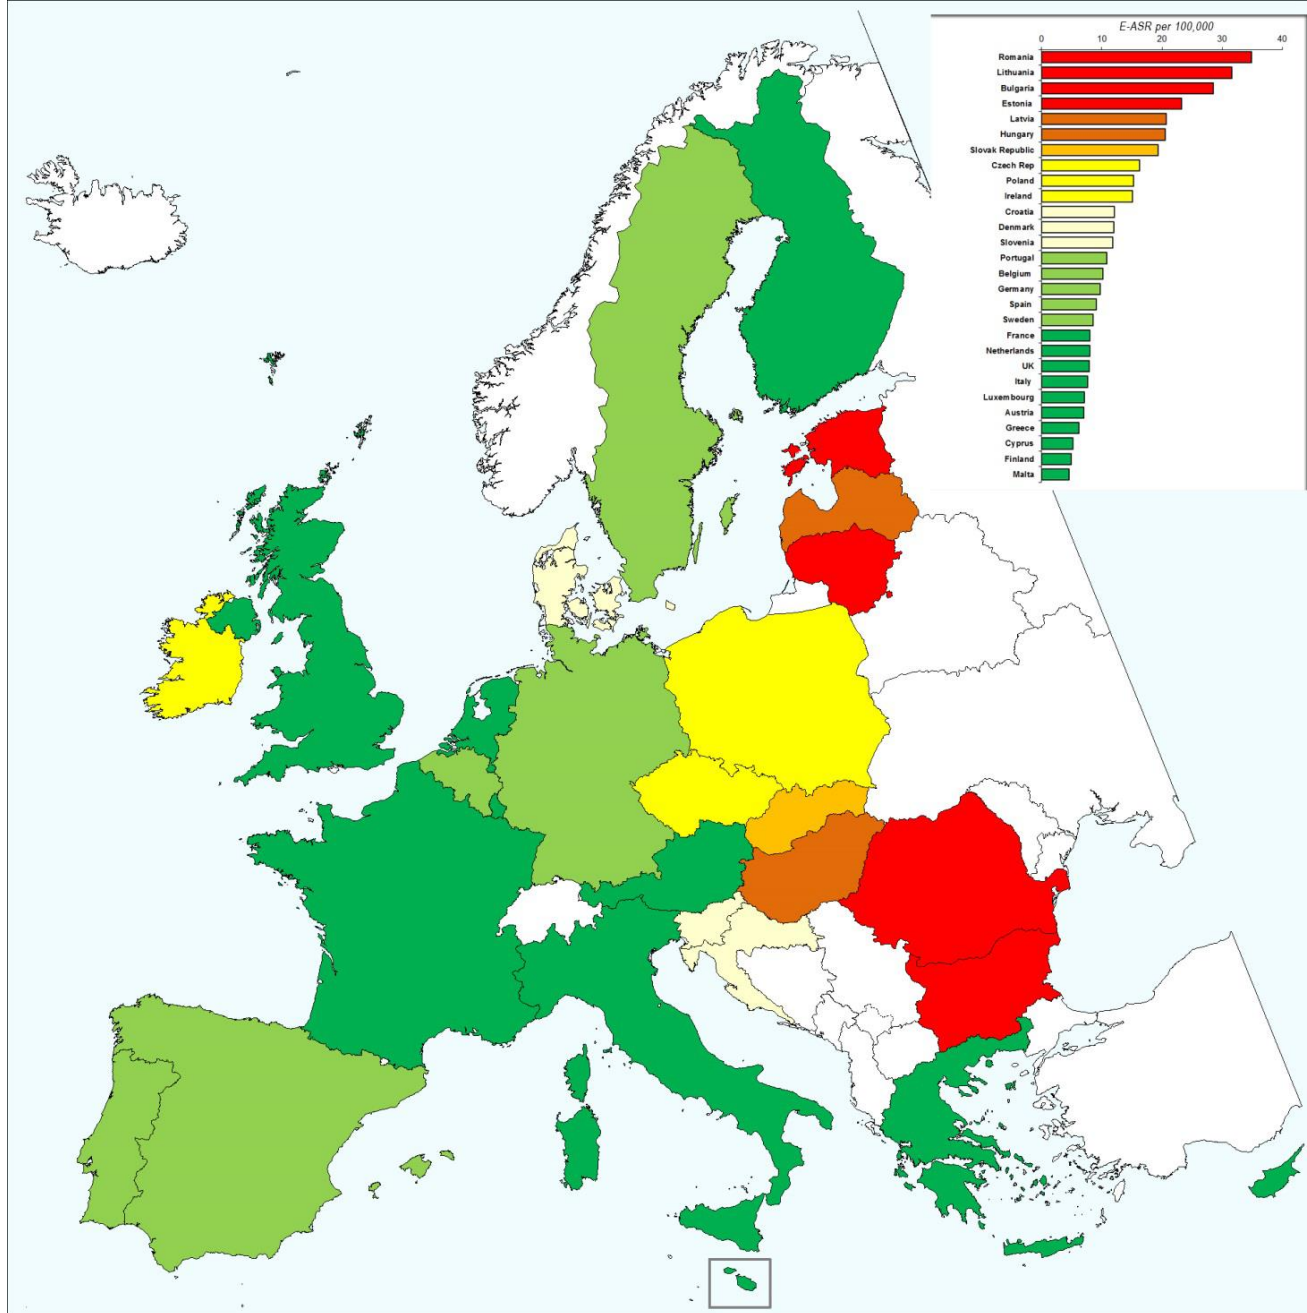 E-ASR per 100,000
0 10 20 30 40
Romania
Lithuania
Bulgaria
Estonia
Latvia
Hungary
Slovak Republic
Czech Rep
Poland
Ireland
Croatia
Denmark
Slovenia
Portugal
Belgium
Germany
Spain
Sweden
France
Netherlands
UK
Italy
Luxembourg
Austria
Greece
Cyprus
Finland
Malta